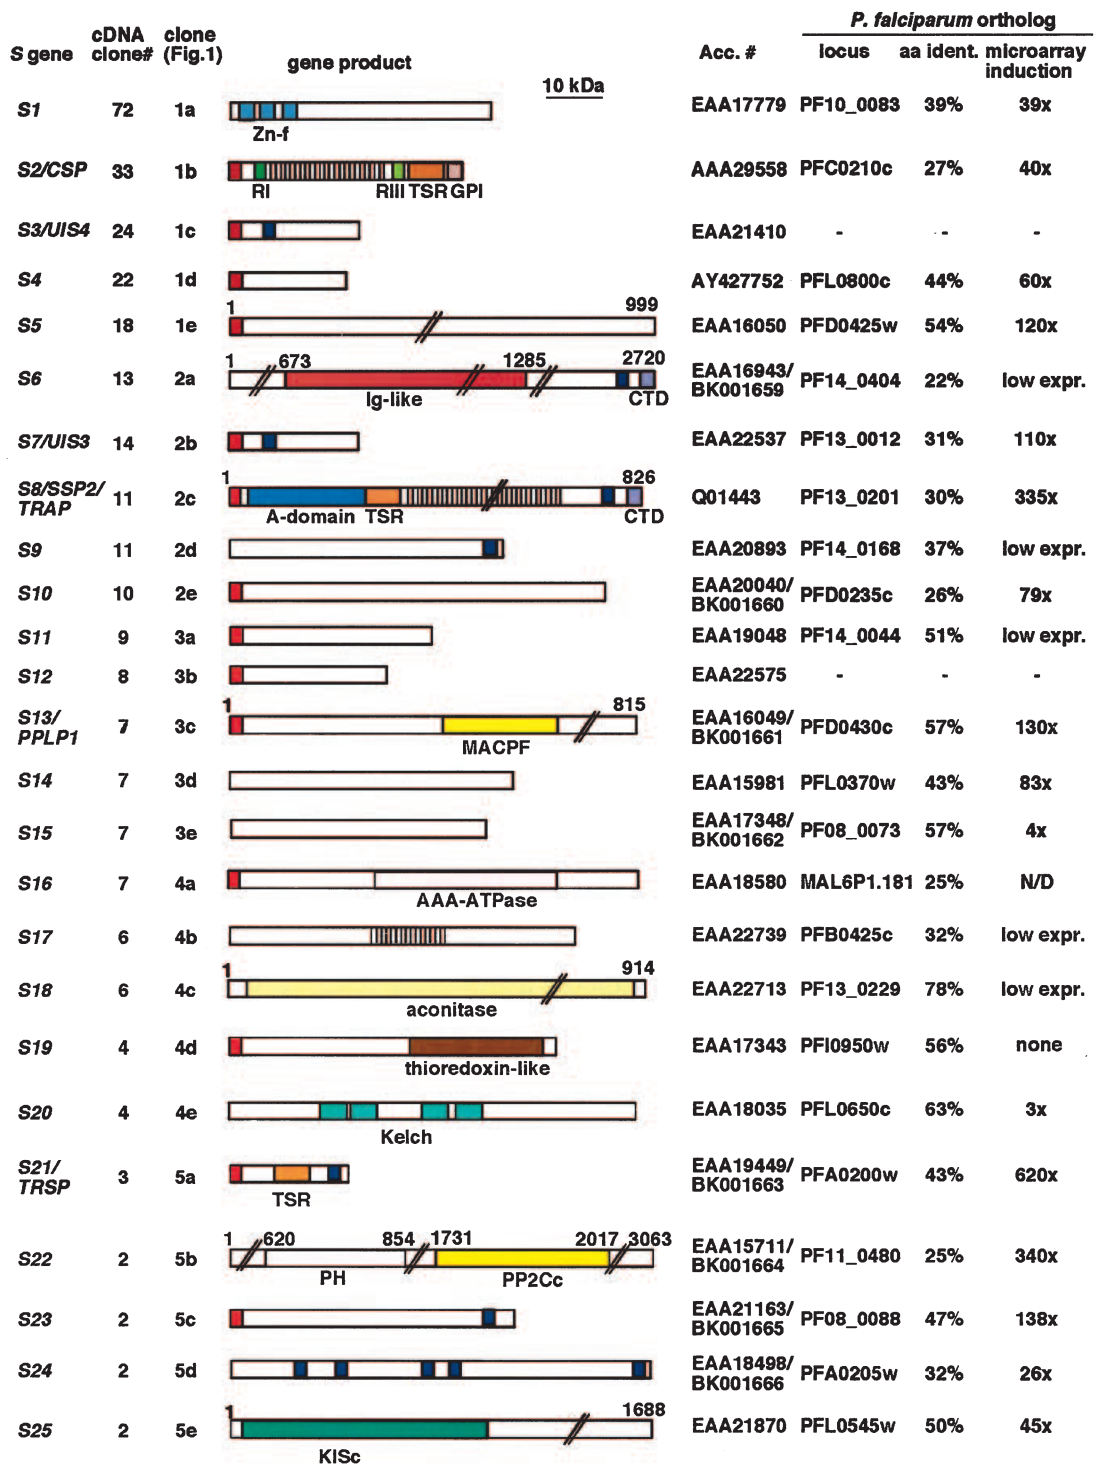 P. falciparum ortholog
S gene cDNA clone# clone (Fig.1) gene product 10 kDa Acc. # locus aa ident. microarray induction
S1 72 1a EAA17779 PF10_0083 39% 39x
Zn-f
S2/CSP 33 1b AAA29558 PFC0210c 27% 40x
RI RIII TSR GPI
S3/UIS4 24 1c EAA21410 - - -
S4 22 1d AY427752 PFL0800c 44% 60x
1 999
S5 18 1e EAA16050 PFD0425w 54% 120x
1 673 1285 2720
S6 13 2a EAA16943/BK001659 PF14_0404 22% low expr.
Ig-like CTD
S7/UIS3 14 2b EAA22537 PF13_0012 31% 110x
1 826
S8/SSP2/TRAP 11 2c Q01443 PF13_0201 30% 335x
A-domain TSR CTD
S9 11 2d EAA20893 PF14_0168 37% low expr.
S10 10 2e EAA20040/BK001660 PFD0235c 26% 79x
S11 9 3a EAA19048 PF14_0044 51% low expr.
S12 8 3b EAA22575 - - -
1 815
S13/PPLP1 7 3c EAA16049/BK001661 PFD0430c 57% 130x
MACPF
S14 7 3d EAA15981 PFL0370w 43% 83x
S15 7 3e EAA17348/BK001662 PF08_0073 57% 4x
S16 7 4a EAA18580 MAL6P1.181 25% N/D
AAA-ATPase
S17 6 4b EAA22739 PFB0425c 32% low expr.
1 914
S18 6 4c EAA22713 PF13_0229 78% low expr.
aconitase
S19 4 4d EAA17343 PFI0950w 56% none
thioredoxin-like
S20 4 4e EAA18035 PFL0650c 63% 3x
Kelch
S21/TRSP 3 5a EAA19449/BK001663 PFA0200w 43% 620x
TSR
1 620 854 1731 2017 3063
S22 2 5b EAA15711/BK001664 PF11_0480 25% 340x
PH PP2Cc
S23 2 5c EAA21163/BK001665 PF08_0088 47% 138x
S24 2 5d EAA18498/BK001666 PFA0205w 32% 26x
1 1688
S25 2 5e EAA21870 PFL0545w 50% 45x
KISc